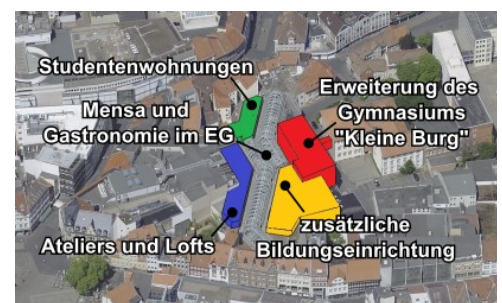 Studentenwohnungen
Mensa und
Gastronomie im EG
Erweiterung des
Gymnasiums
"Kleine Burg"
Ateliers und Lofts
zusätzliche
Bildungseinrichtung